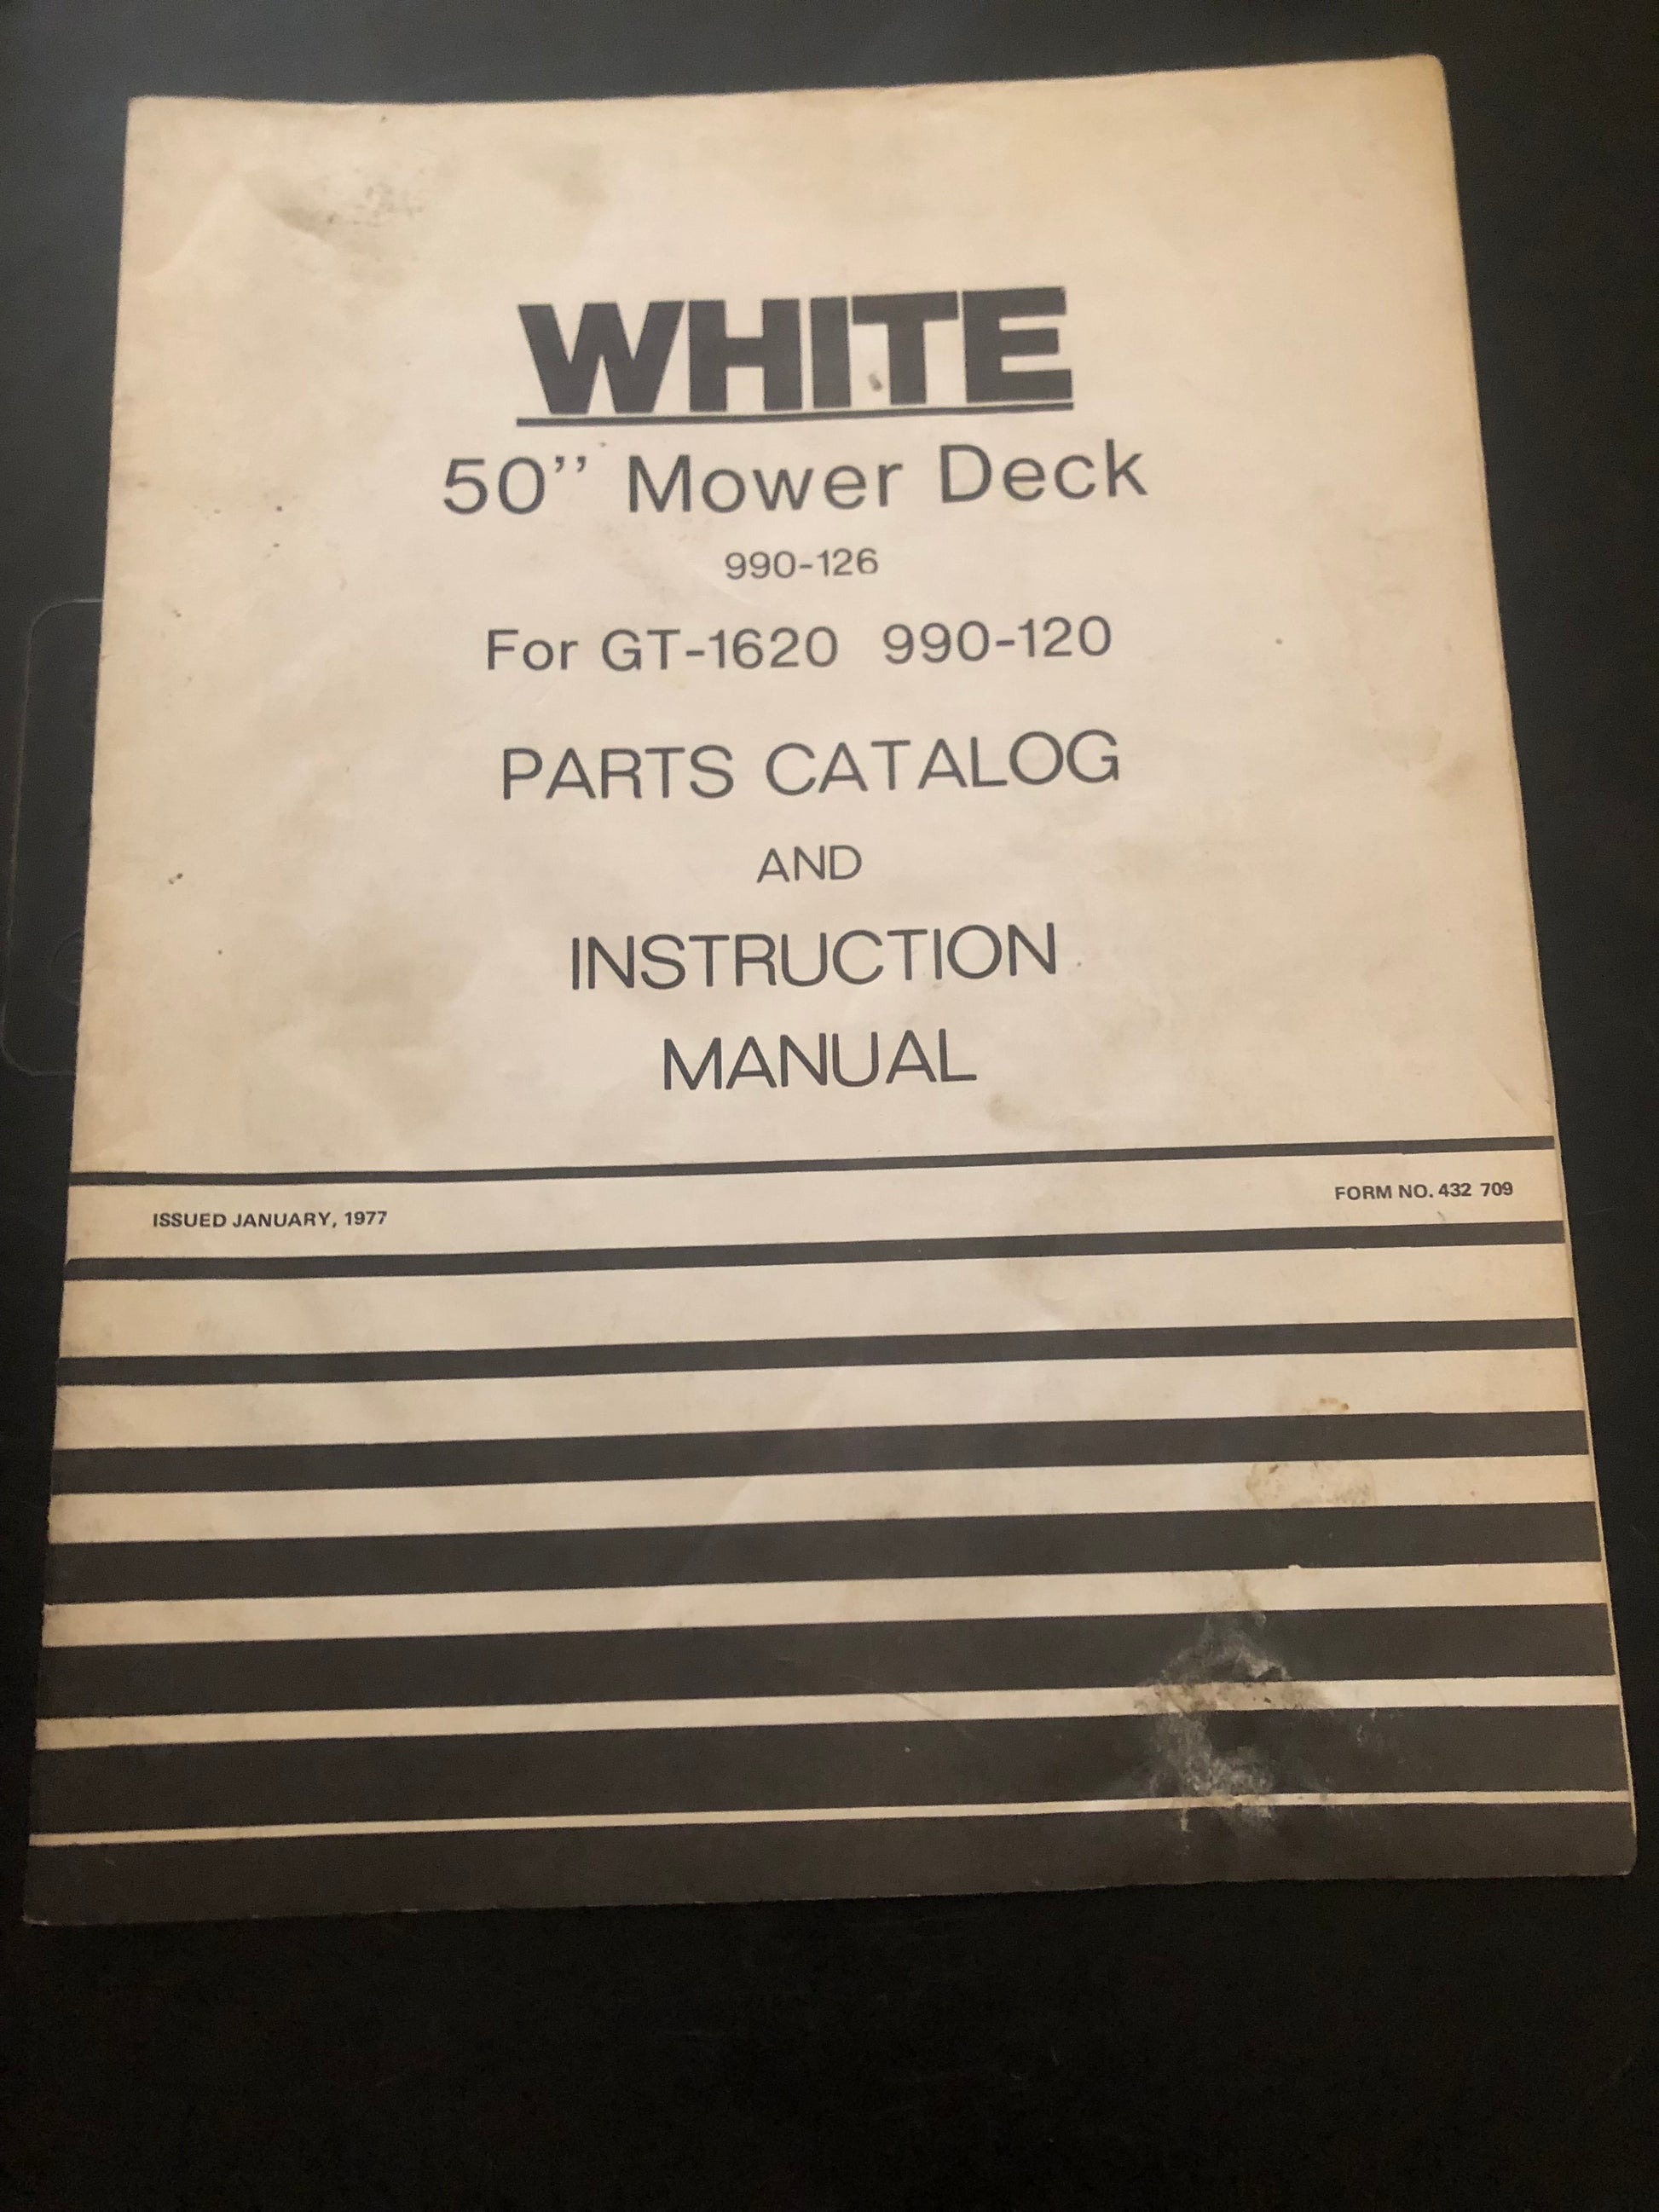 WHITE
50" Mower Deck
990-126
For GT-1620 990-120
PARTS CATALOG
AND
INSTRUCTION
MANUAL
ISSUED JANUARY, 1977
FORM NO. 432 709